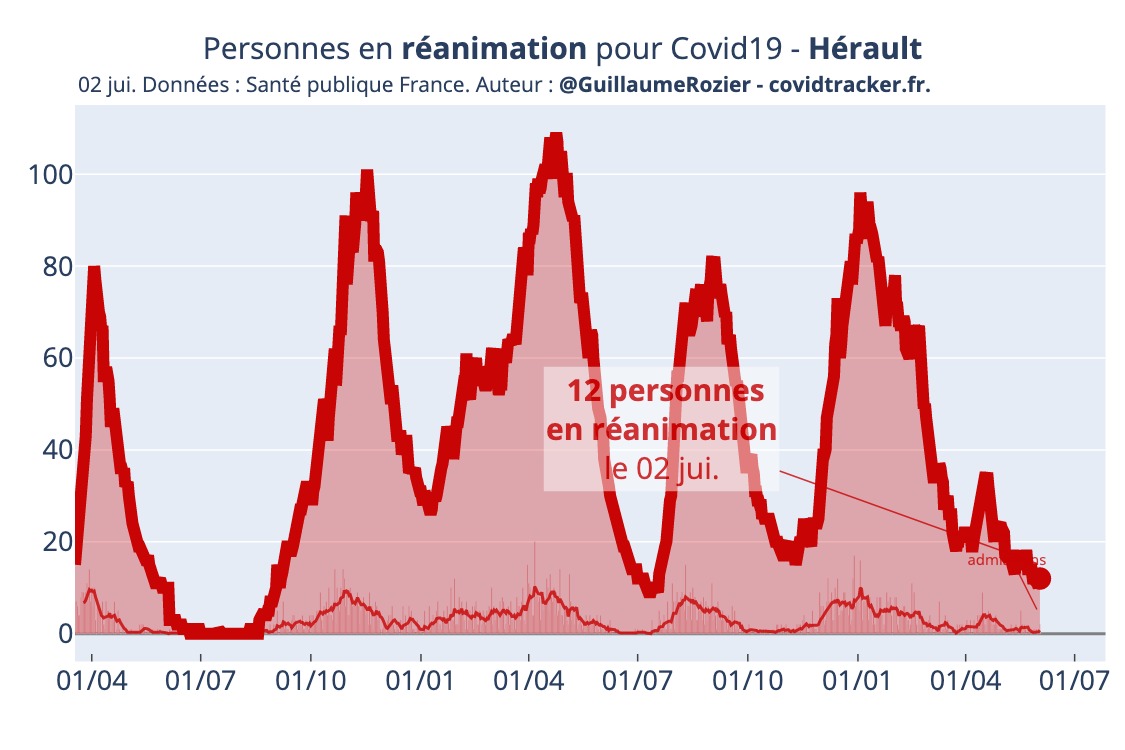 Personnes en réanimation pour Covid19 - Hérault
02 jui. Données : Santé publique France. Auteur : @GuillaumeRozier - covidtracker.fr.
100
80
60
40
20
0
12 personnes
en réanimation
le 02 jui.
01/04 01/07 01/10 01/01 01/04 01/07 01/10 01/01 01/04 01/07